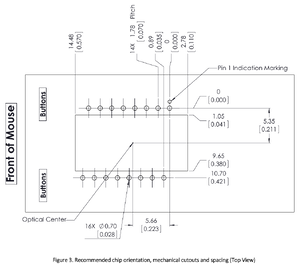 14.48
[0.570]
14X 1.78 Pitch
[0.070]
0.89
[0.035]
0
[0.000]
2.78
[0.110]
Pin 1 Indication Marking
Front of Mouse
Buttons
Buttons
0
[0.000]
1.05
[0.041]
5.35
[0.211]
9.65
[0.380]
10.70
[0.421]
Optical Center
16X Ø0.70
0.028
5.66
[0.223]
Figure 3. Recommended chip orientation, mechanical cutouts and spacing (Top View)